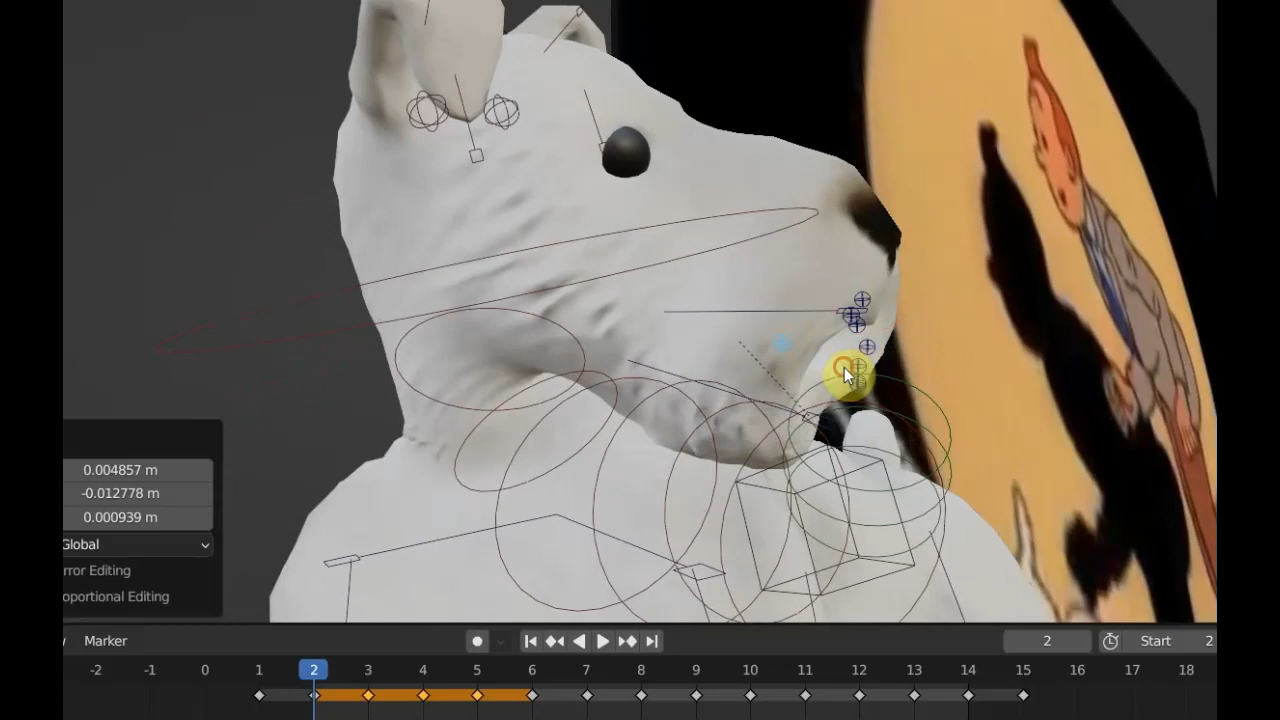 0.004857 m
-0.012778 m
0.000939 m
Global
rror Editing
oportional Editing
Marker
2
Start
2
-2
-1
0
1
2
3
4
5
6
7
8
9
10
11
12
13
14
15
16
17
18